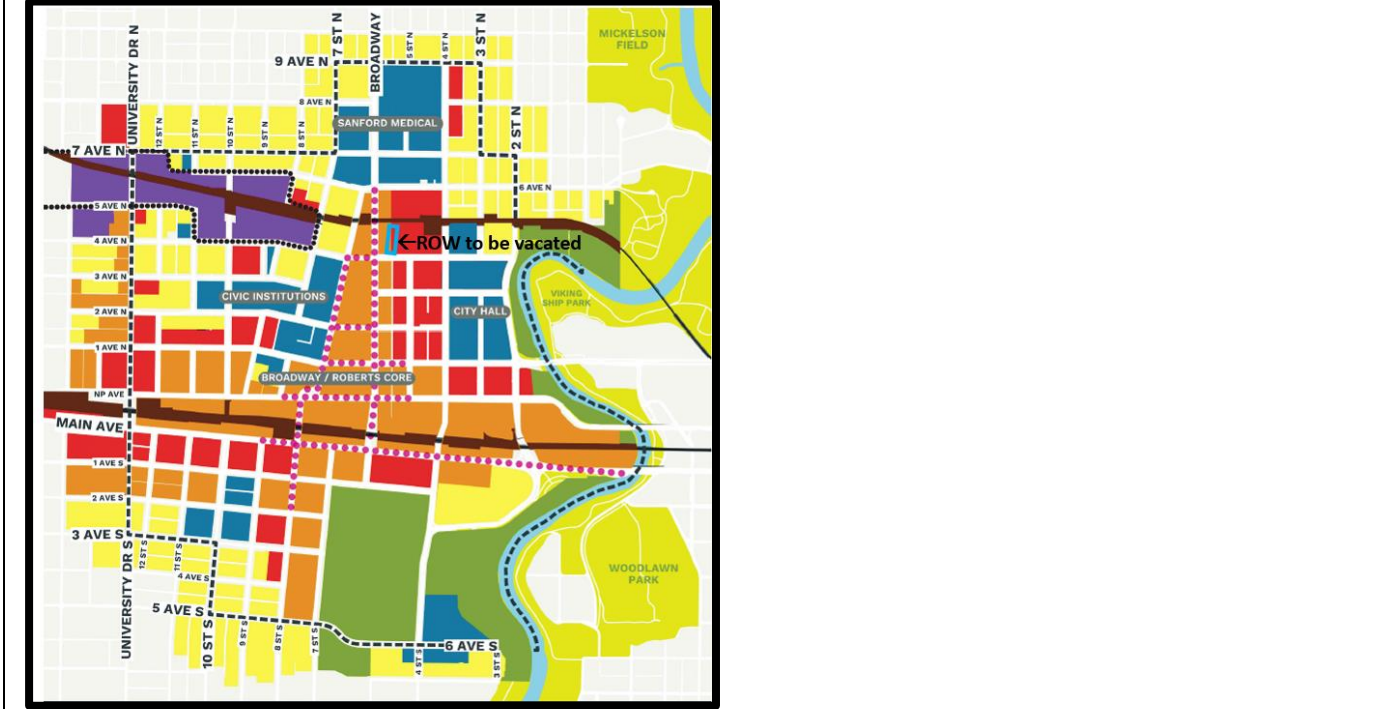 MICKELSON
FIELD
UNIVERSITY DR N
7 ST N
BROADWAY
5 ST N
4 ST N
3 ST N
9 AVE N
8 AVE N
SANFORD MEDICAL
12 ST N
11 ST N
10 ST N
9 ST N
8 ST N
2 ST N
7 AVE N
6 AVE N
5 AVE N
4 AVE N
←ROW to be vacated
3 AVE N
CIVIC INSTITUTIONS
VIKING
SHIP PARK
2 AVE N
CITY HALL
1 AVE N
BROADWAY / ROBERTS CORE
NP AVE
MAIN AVE
1 AVE S
2 AVE S
3 AVE S
UNIVERSITY DR S
12 ST S
11 ST S
4 AVE S
WOODLAWN
PARK
5 AVE S
10 ST S
9 ST S
8 ST S
7 ST S
6 AVE S
4 ST S
3 ST S